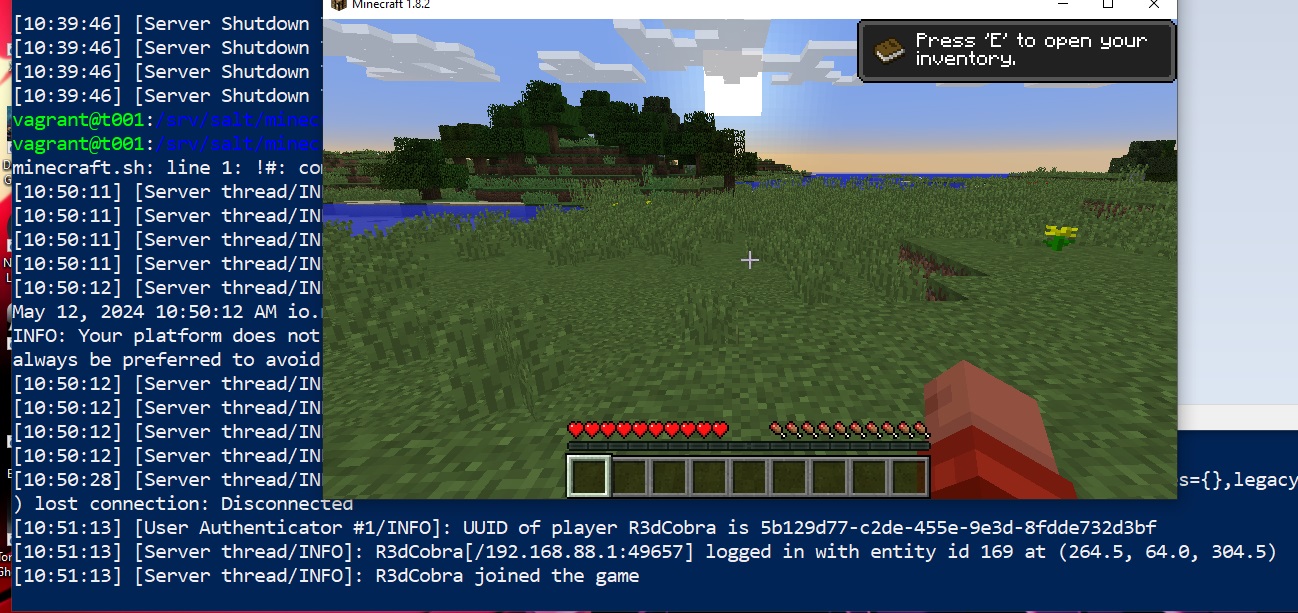 [10:39:46] [Server Shutdown
Minecraft 1.8.2
[10:39:46] [Server Shutdown
[10:39:46] [Server Shutdown
[10:39:46] [Server Shutdown
Press 'E' to open your
inventory.
vagrant@t001:/srv/salt/minec
vagrant@t001:/srv/salt/minec
minecraft.sh: line 1: !#: co
[10:50:11] [Server thread/IN
[10:50:11] [Server thread/IN
[10:50:11] [Server thread/IN
[10:50:11] [Server thread/IN
[10:50:12] [Server thread/IN
May 12, 2024 10:50:12 AM io.
INFO: Your platform does not
always be preferred to avoid
[10:50:12] [Server thread/IN
[10:50:12] [Server thread/IN
[10:50:12] [Server thread/IN
[10:50:12] [Server thread/IN
[10:50:28] [Server thread/IN
s={},legacy
) lost connection: Disconnected
[10:51:13] [User Authenticator #1/INFO]: UUID of player R3dCobra is 5b129d77-c2de-455e-9e3d-8fdde732d3bf
[10:51:13] [Server thread/INFO]: R3dCobra[/192.168.88.1:49657] logged in with entity id 169 at (264.5, 64.0, 304.5)
[10:51:13] [Server thread/INFO]: R3dCobra joined the game